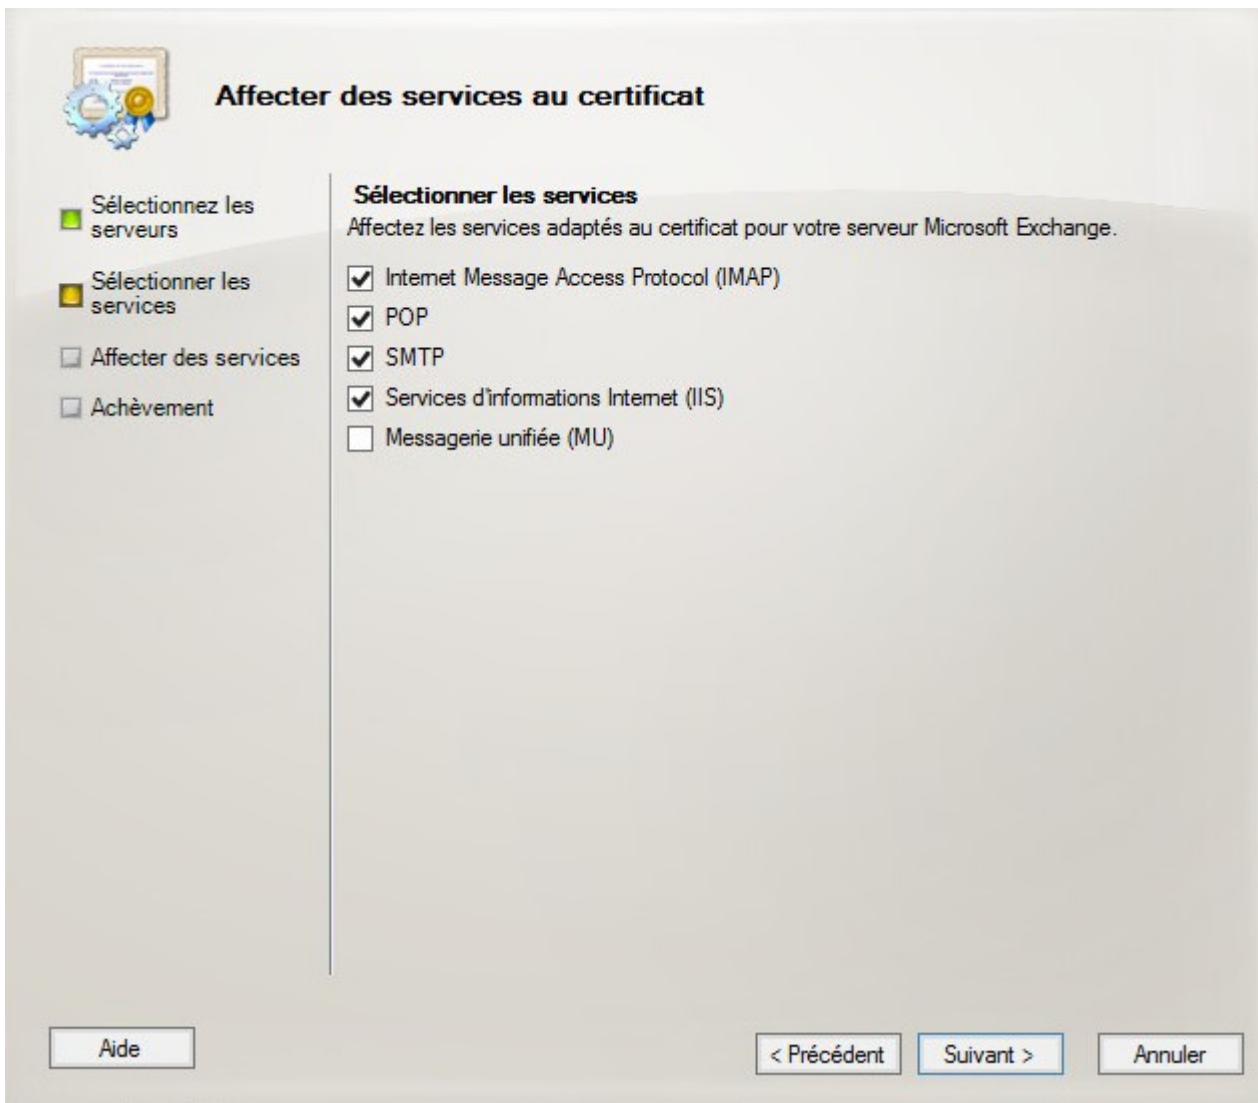 Affecter des services au certificat
Sélectionnez les
serveurs
Sélectionner les
services
Affecter des services
Achèvement
Sélectionner les services
Affectez les services adaptés au certificat pour votre serveur Microsoft Exchange.
Internet Message Access Protocol (IMAP)
POP
SMTP
Services d'informations Internet (IIS)
Messagerie unifiée (MU)
Aide
< Précédent
Suivant >
Annuler